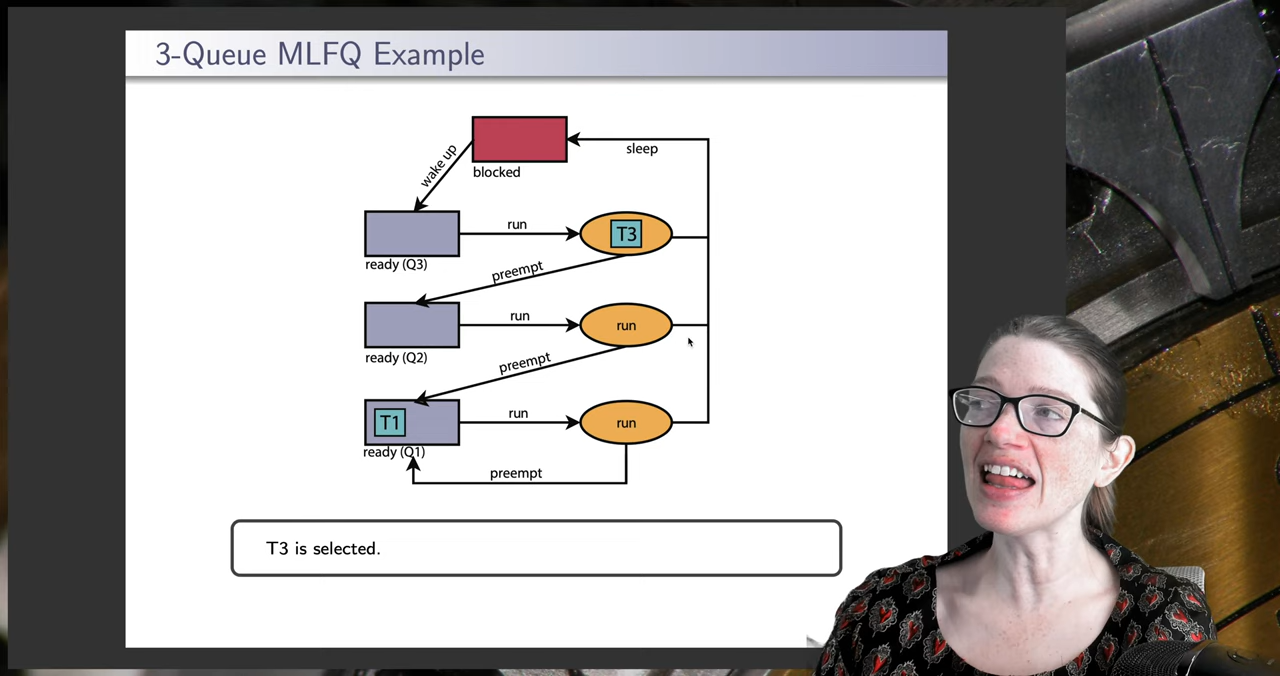 3-Queue MLFQ Example
sleep
wake up
blocked
run
T3
ready (Q3)
preempt
run
run
ready (Q2)
preempt
T1
run
run
ready (Q1)
preempt
T3 is selected.